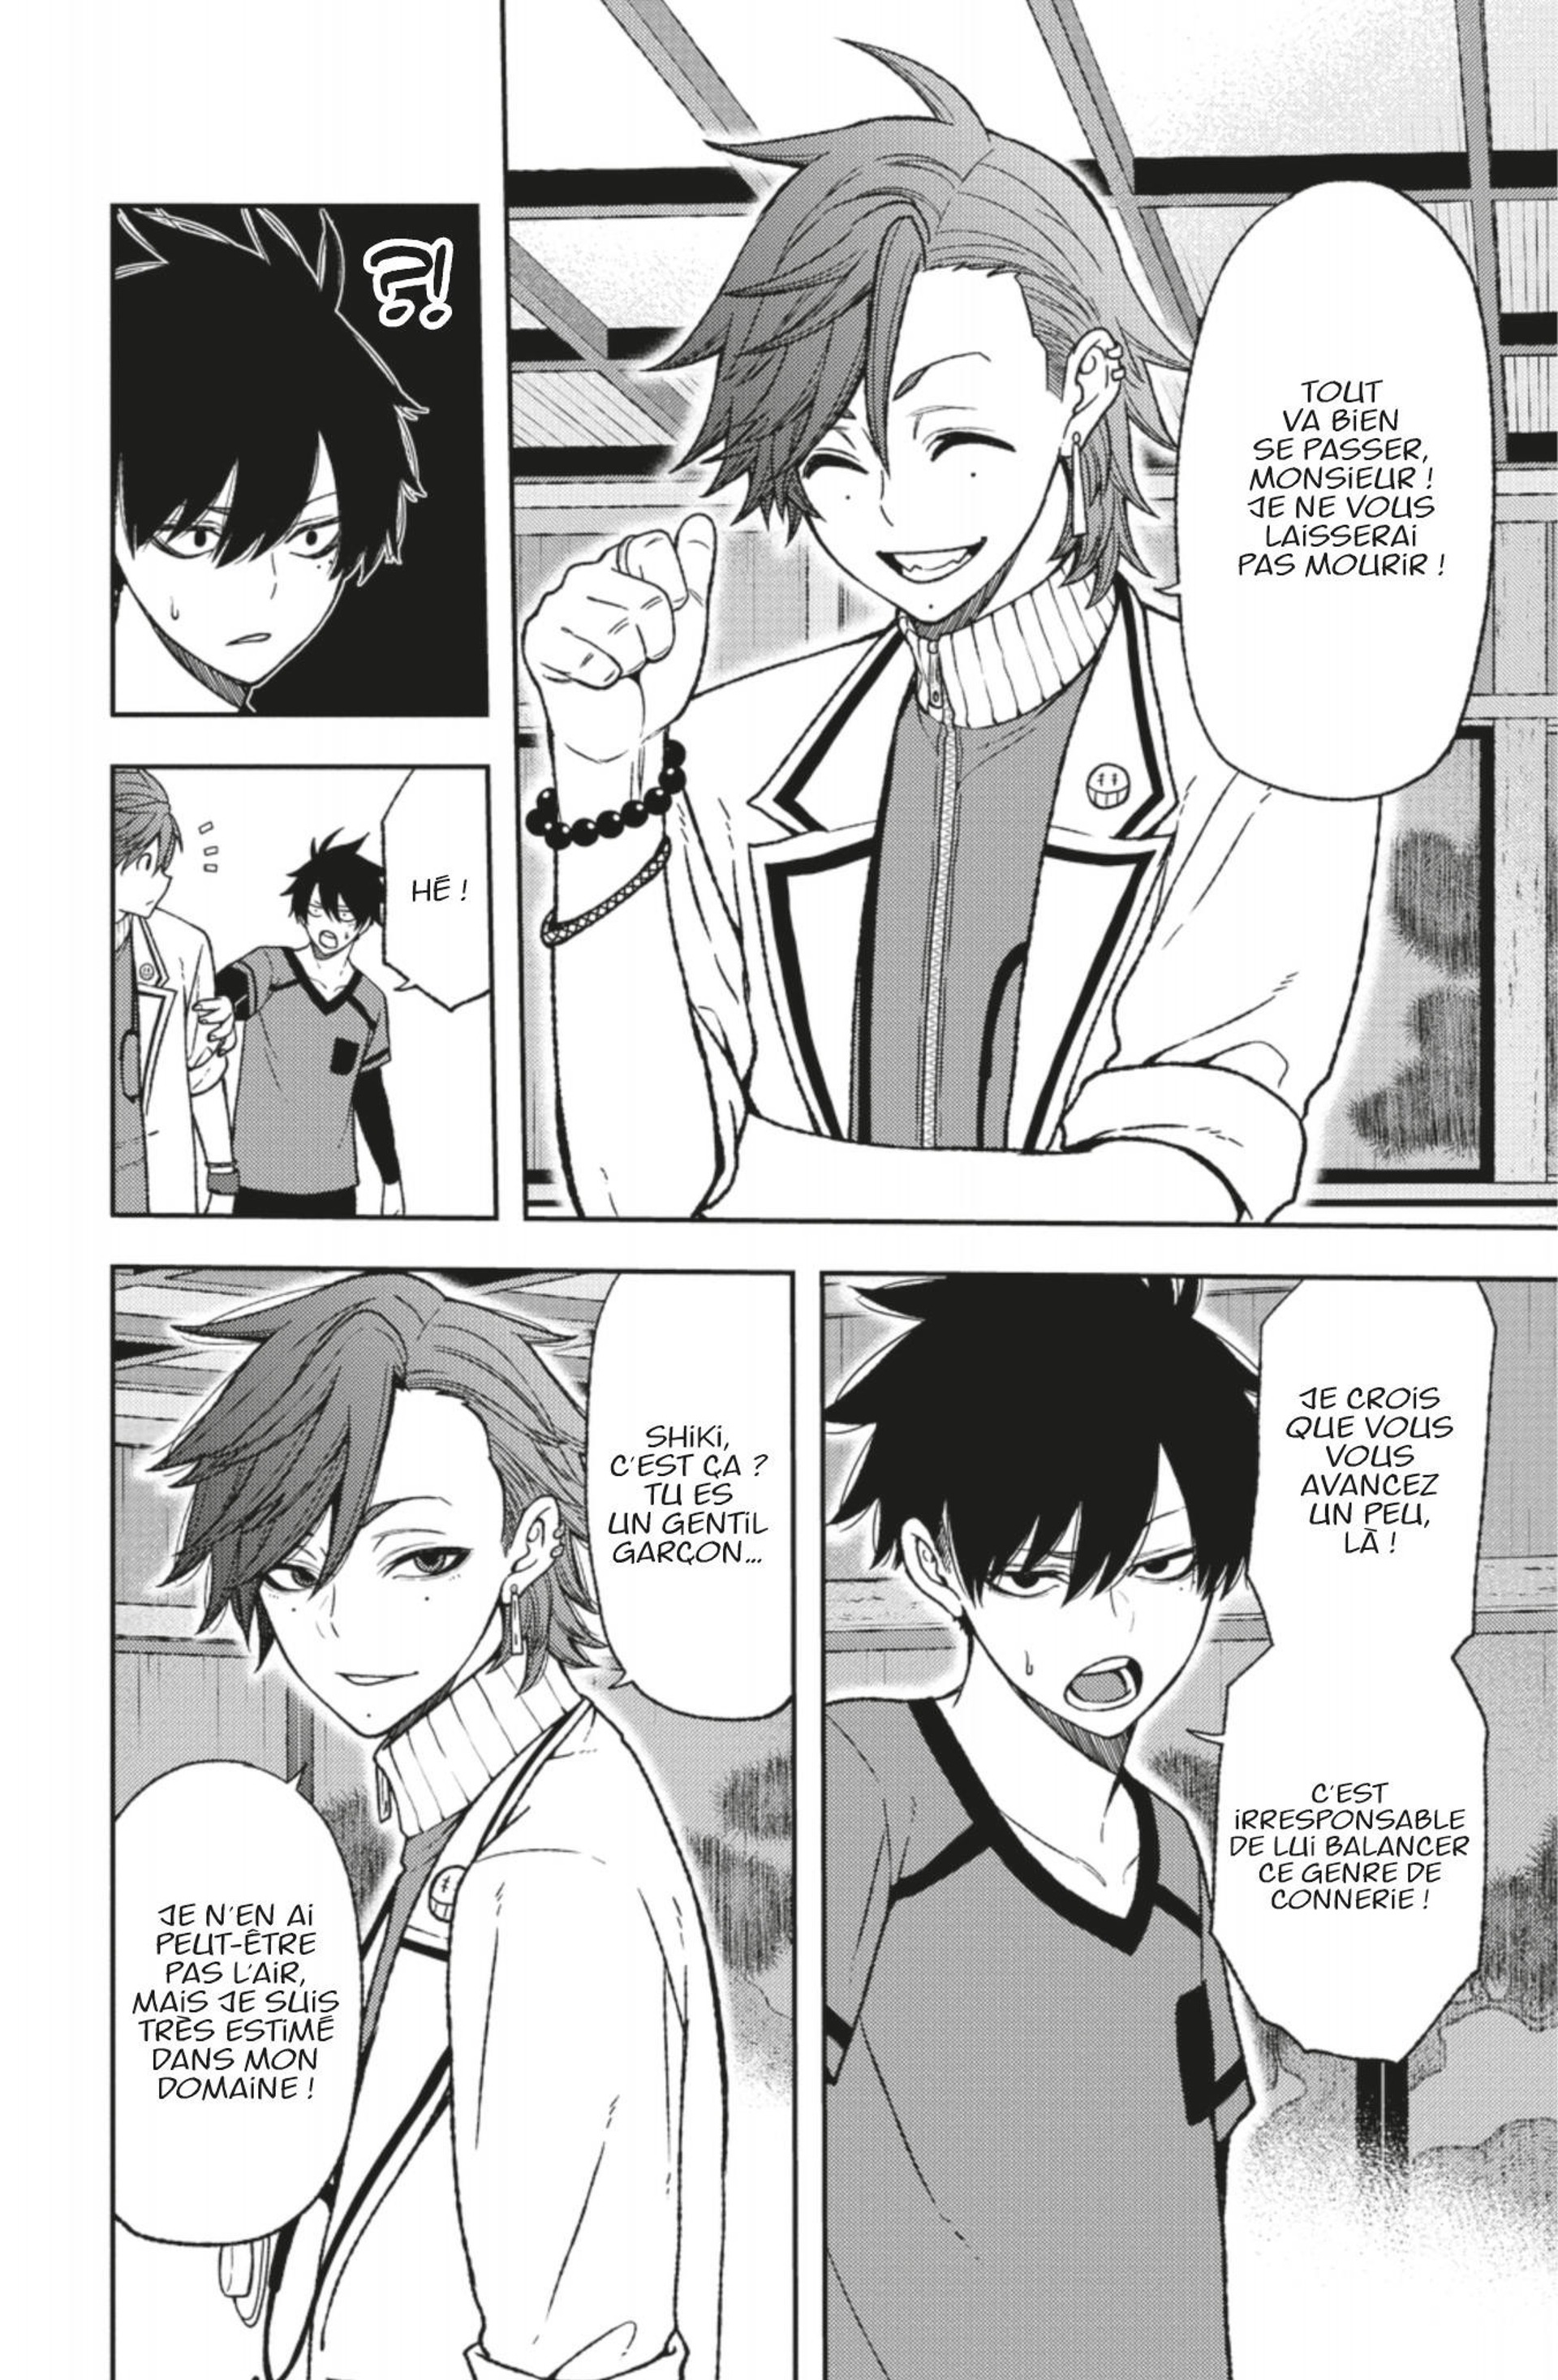 TOUT
VA BIEN
SE PASSER,
MONSIEUR !
JE NE VOUS
LAISSERAI
PAS MOURIR !
?!
HÉ !
JE CROIS
QUE VOUS
VOUS
AVANCEZ
UN PEU,
LÀ !
C'EST
IRRESPONSABLE
DE LUI BALANCER
CE GENRE DE
CONNERIE !
SHIKI,
C'EST ÇA ?
TU ES
UN GENTIL
GARÇON...
JE N'EN AI
PEUT-ÊTRE
PAS L'AIR,
MAIS JE SUIS
TRÈS ESTIMÉ
DANS MON
DOMAINE !